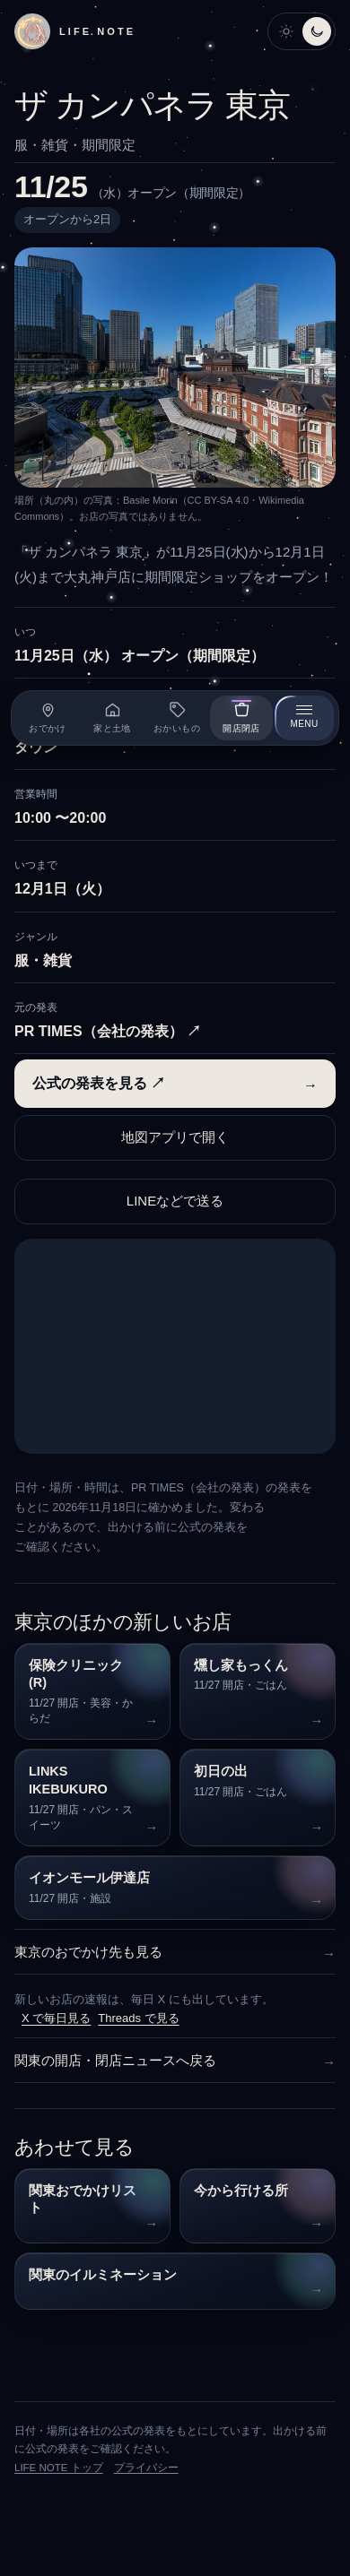 LIFE.NOTE
ザ カンパネラ 東京
服・雑貨・期間限定
11/25 （水）オープン（期間限定）
オープンから2日
場所（丸の内）の写真：Basile Morin（CC BY-SA 4.0・Wikimedia
Commons）。お店の写真ではありません。
『ザ カンパネラ 東京』が11月25日(水)から12月1日
(火)まで大丸神戸店に期間限定ショップをオープン！
いつ
11月25日（水） オープン（期間限定）
おでかけ
家と土地
おかいもの
開店閉店
MENU
タウン
営業時間
10:00 〜20:00
いつまで
12月1日（火）
ジャンル
服・雑貨
元の発表
PR TIMES（会社の発表） ↗
公式の発表を見る ↗ →
地図アプリで開く
LINEなどで送る
日付・場所・時間は、PR TIMES（会社の発表）の発表を
もとに 2026年11月18日に確かめました。変わる
ことがあるので、出かける前に公式の発表を
ご確認ください。
東京のほかの新しいお店
保険クリニック
(R)
11/27 開店・美容・か
らだ →
燻し家もっくん
11/27 開店・ごはん
→
LINKS
IKEBUKURO
11/27 開店・パン・ス
イーツ →
初日の出
11/27 開店・ごはん
→
イオンモール伊達店
11/27 開店・施設 →
東京のおでかけ先も見る →
新しいお店の速報は、毎日 X にも出しています。
X で毎日見る Threads で見る
関東の開店・閉店ニュースへ戻る →
あわせて見る
関東おでかけリス
ト
→
今から行ける所
→
関東のイルミネーション
→
日付・場所は各社の公式の発表をもとにしています。出かける前
に公式の発表をご確認ください。
LIFE NOTE トップ プライバシー